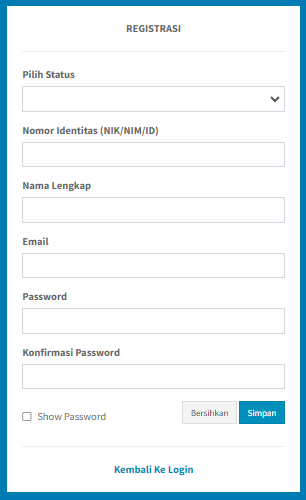 REGISTRASI
Pilih Status
Nomor Identitas (NIK/NIM/ID)
Nama Lengkap
Email
Password
Konfirmasi Password
Show Password
Bersihkan
Simpan
Kembali Ke Login